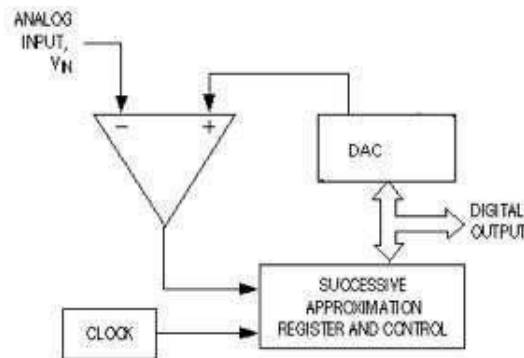 ANALOG
INPUT,
VIN
−
+
DAC
DIGITAL
OUTPUT
SUCCESSIVE
APPROXIMATION
REGISTER AND CONTROL
CLOCK